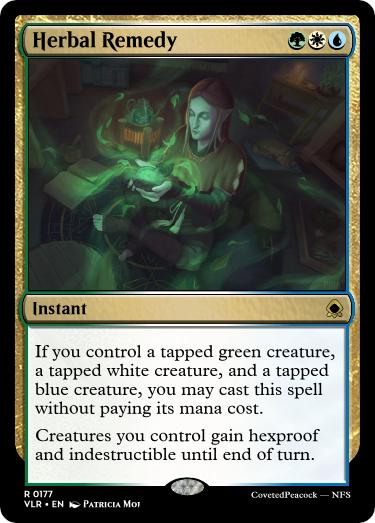 Herbal Remedy
Instant
If you control a tapped green creature,
a tapped white creature, and a tapped
blue creature, you may cast this spell
without paying its mana cost.
Creatures you control gain hexproof
and indestructible until end of turn.
R 0177
VLR • EN Patricia Moi CovetedPeacock — NFS